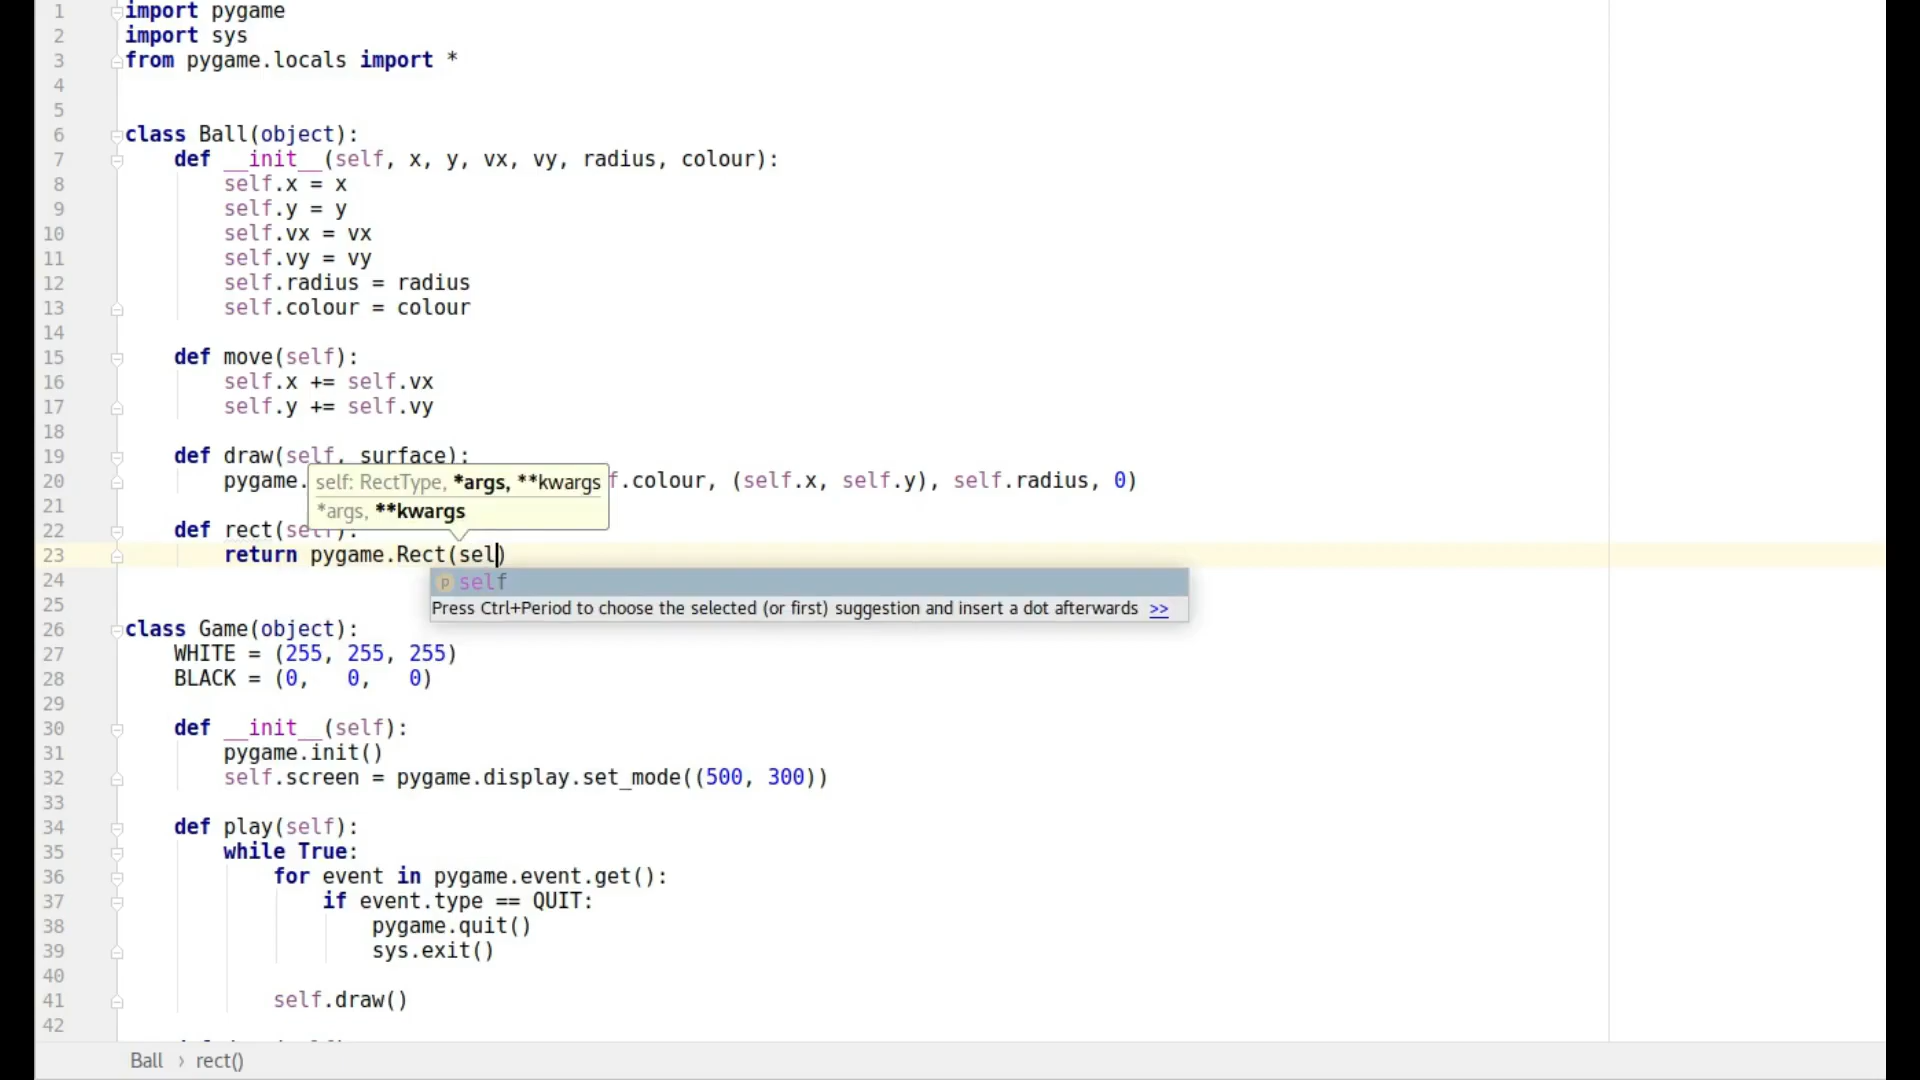 1 import pygame
2 import sys
3 from pygame.locals import *
4
5
6 class Ball(object):
7     def __init__(self, x, y, vx, vy, radius, colour):
8         self.x = x
9         self.y = y
10         self.vx = vx
11         self.vy = vy
12         self.radius = radius
13         self.colour = colour
14
15     def move(self):
16         self.x += self.vx
17         self.y += self.vy
18
19     def draw(self, surface):
self: RectType, *args, **kwargs
20         pygame. f.colour, (self.x, self.y), self.radius, 0)
*args, **kwargs
21
22     def rect(self):
23         return pygame.Rect(sel)
p self
24
Press Ctrl+Period to choose the selected (or first) suggestion and insert a dot afterwards >>
25
26 class Game(object):
27     WHITE = (255, 255, 255)
28     BLACK = (0,   0,   0)
29
30     def __init__(self):
31         pygame.init()
32         self.screen = pygame.display.set_mode((500, 300))
33
34     def play(self):
35         while True:
36             for event in pygame.event.get():
37                 if event.type == QUIT:
38                     pygame.quit()
39                     sys.exit()
40
41             self.draw()
42
Ball › rect()